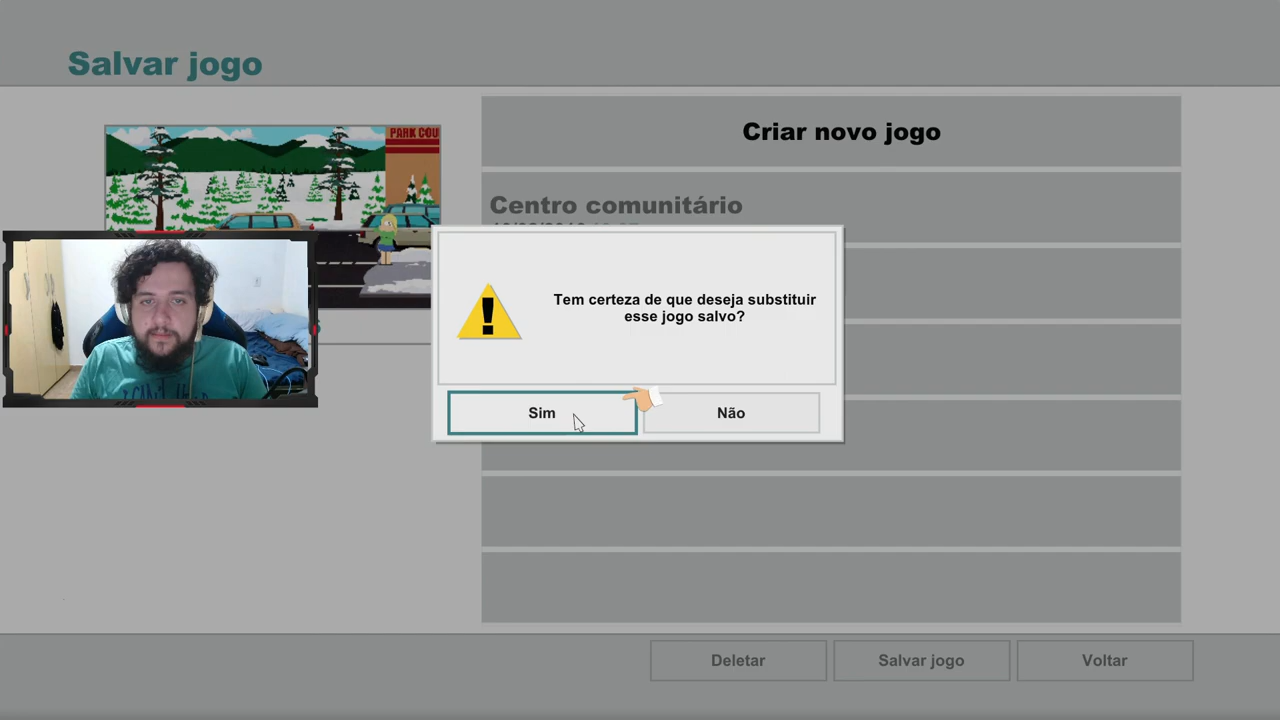 Salvar jogo
PARK COU
Criar novo jogo
Centro comunitário
Tem certeza de que deseja substituir
esse jogo salvo?
Sim
Não
Deletar
Salvar jogo
Voltar